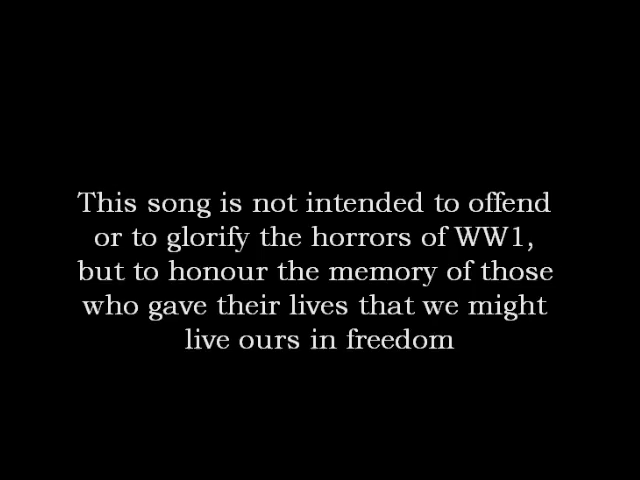 This song is not intended to offend
or to glorify the horrors of WW1,
but to honour the memory of those
who gave their lives that we might
live ours in freedom